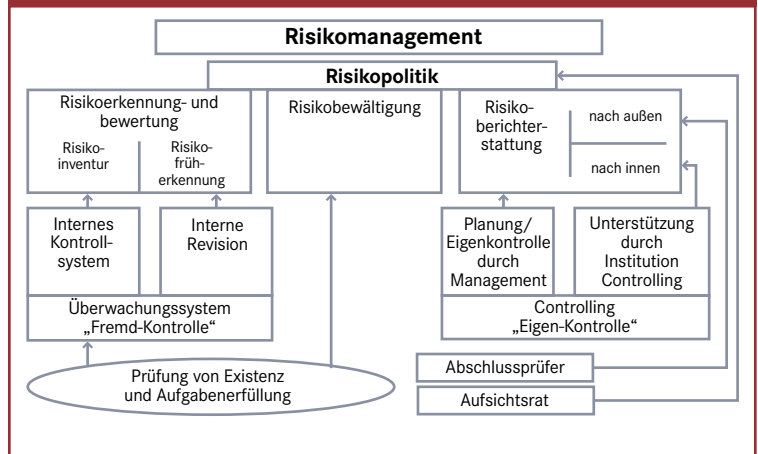 Risikomanagement
Risikopolitik
Risikoerkennung- und
bewertung
Risiko-
inventur
Risiko-
früh-
erkennung
Risikobewältigung
Risiko-
berichter-
stattung
nach außen
nach innen
Internes
Kontroll-
system
Interne
Revision
Überwachungssystem
„Fremd-Kontrolle“
Planung/
Eigenkontrolle
durch
Management
Unterstützung
durch
Institution
Controlling
Controlling
„Eigen-Kontrolle“
Prüfung von Existenz
und Aufgabenerfüllung
Abschlussprüfer
Aufsichtsrat